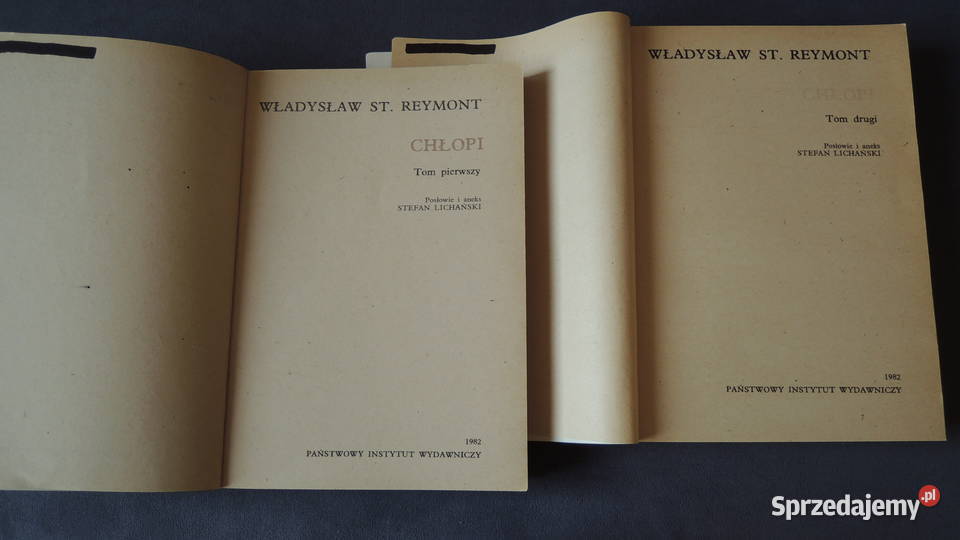 WŁADYSŁAW ST. REYMONT
CHŁOPI
Tom pierwszy
Posłowie i aneks
STEFAN LICHAŃSKI
1982
PAŃSTWOWY INSTYTUT WYDAWNICZY
WŁADYSŁAW ST. REYMONT
CHŁOPI
Tom drugi
Posłowie i aneks
STEFAN LICHAŃSKI
1982
PAŃSTWOWY INSTYTUT WYDAWNICZY
Sprzedajemy.pl